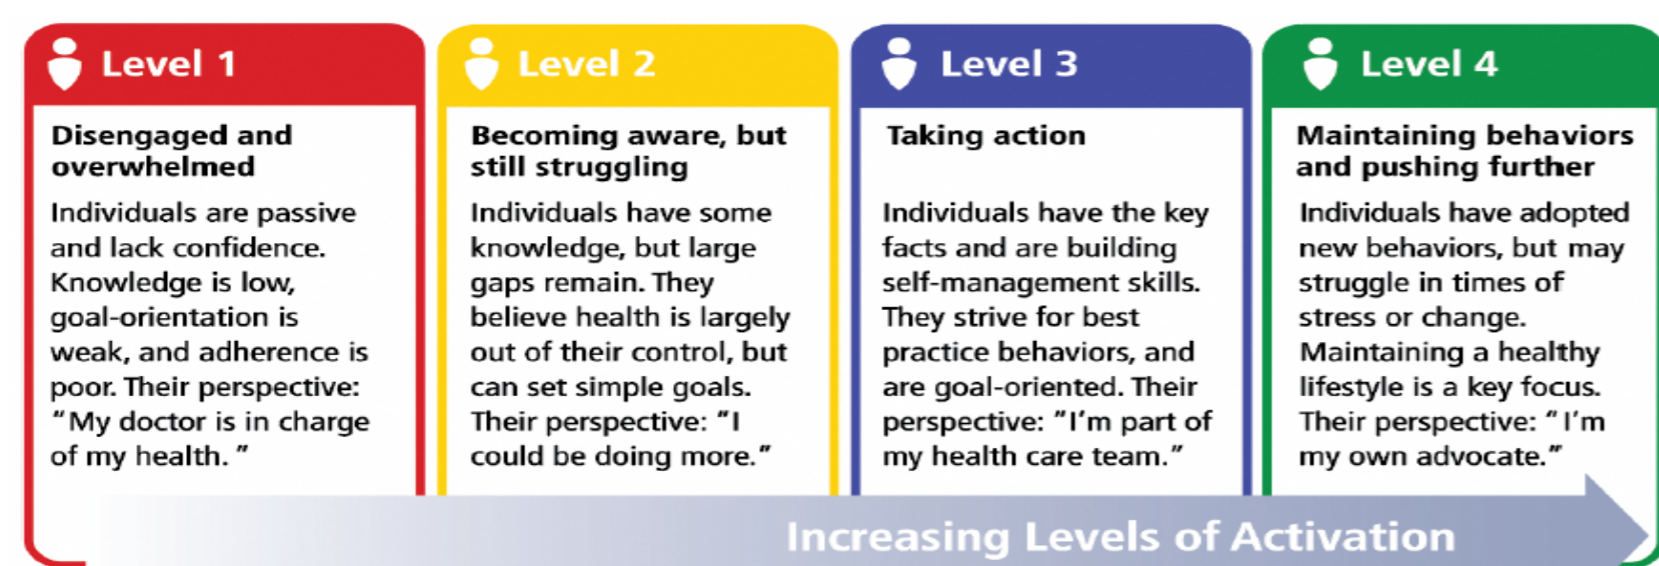 Level 1
Disengaged and
overwhelmed
Individuals are passive
and lack confidence.
Knowledge is low,
goal-orientation is
weak, and adherence is
poor. Their perspective:
"My doctor is in charge
of my health."
Level 2
Becoming aware, but
still struggling
Individuals have some
knowledge, but large
gaps remain. They
believe health is largely
out of their control, but
can set simple goals.
Their perspective: "I
could be doing more."
Level 3
Taking action
Individuals have the key
facts and are building
self-management skills.
They strive for best
practice behaviors, and
are goal-oriented. Their
perspective: "I'm part of
my health care team."
Level 4
Maintaining behaviors
and pushing further
Individuals have adopted
new behaviors, but may
struggle in times of
stress or change.
Maintaining a healthy
lifestyle is a key focus.
Their perspective: "I'm
my own advocate."
Increasing Levels of Activation